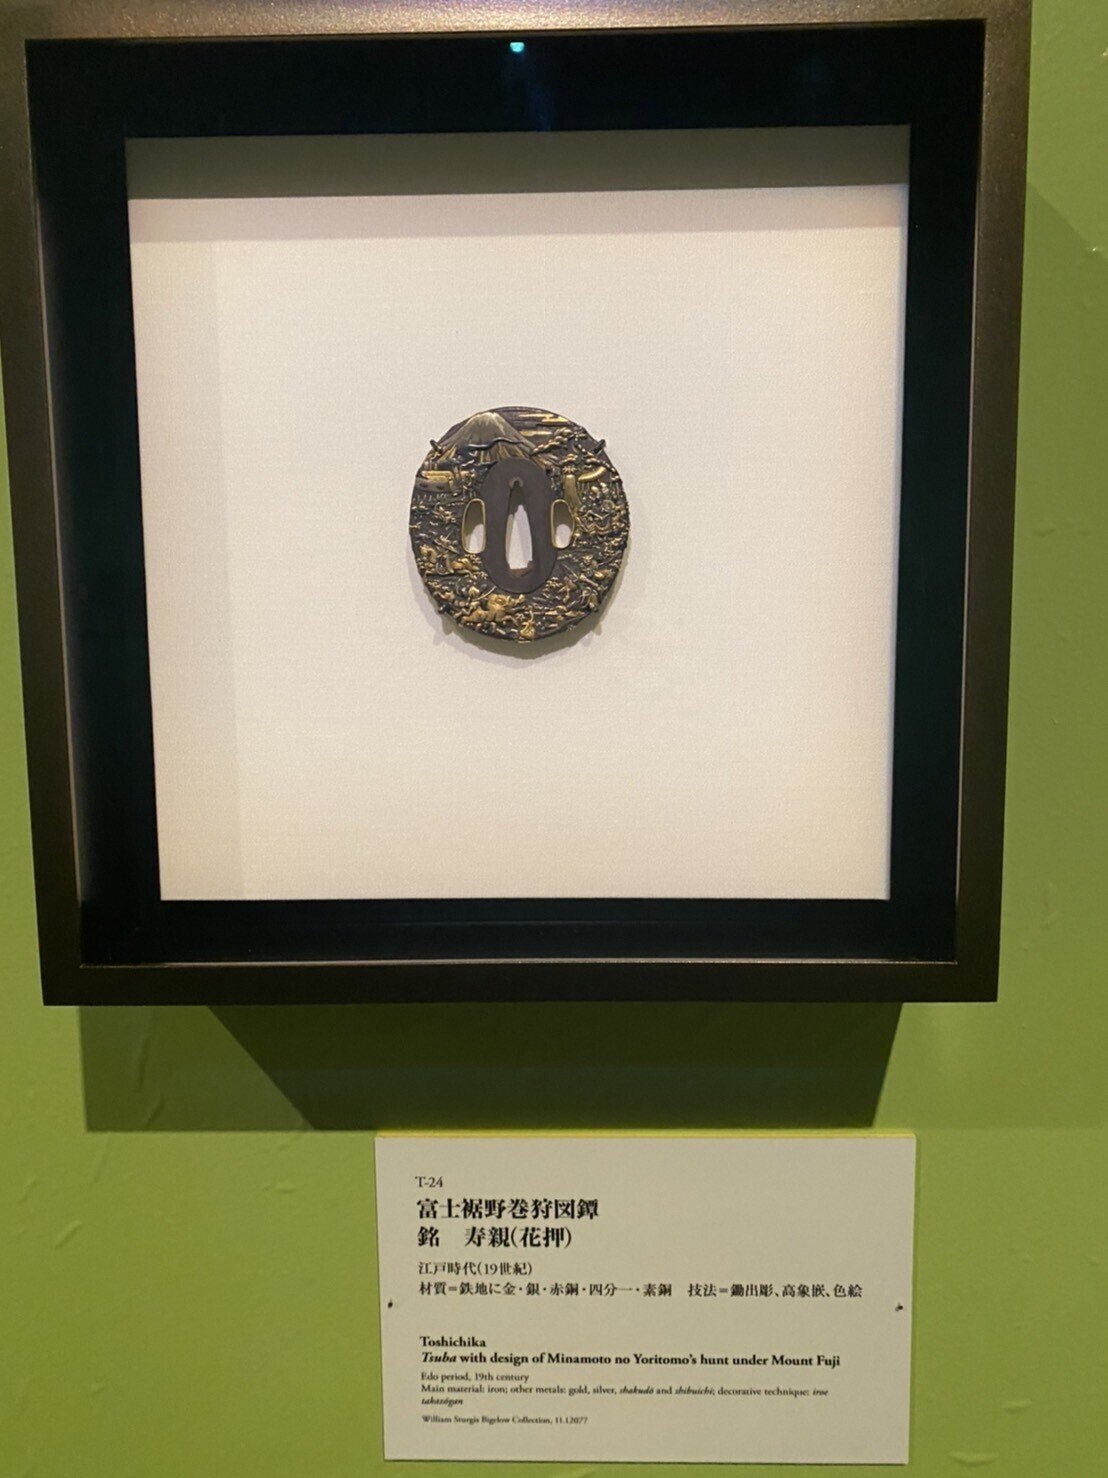 T-24
富士裾野巻狩図鐔
銘　寿親(花押)
江戸時代(19世紀)
材質=鉄地に金・銀・赤銅・四分一・素銅　技法=鋤出彫、高象嵌、色絵
Toshichika
Tsuba with design of Minamoto no Yoritomo's hunt under Mount Fuji
Edo period, 19th century
Main material: iron; other metals: gold, silver, shakudō and shibuichi; decorative technique: iroe
takazōgan
William Sturgis Bigelow Collection, 11.12077